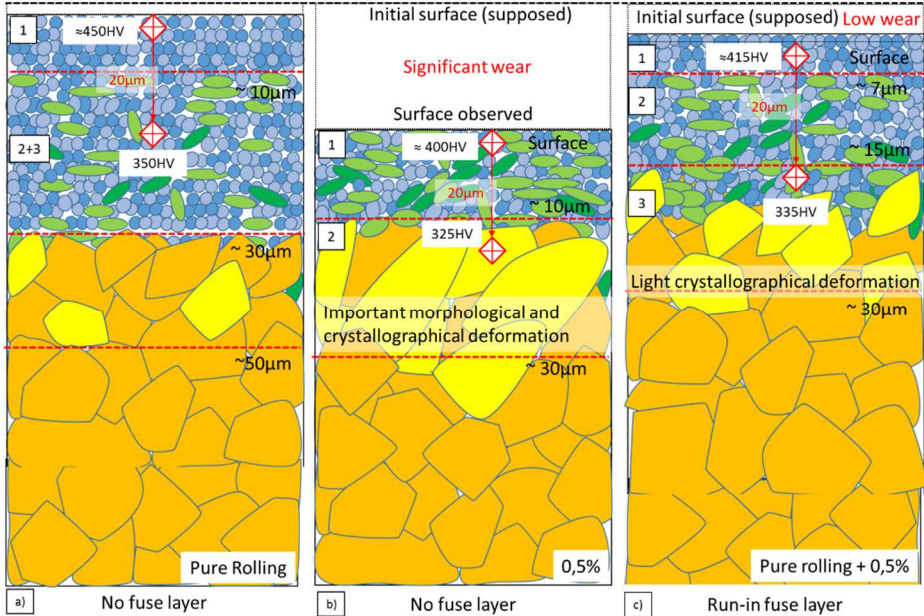 1
≈450HV
20µm
~ 10µm
2+3
350HV
~ 30µm
~50µm
Pure Rolling
a)
No fuse layer
Initial surface (supposed)
Significant wear
Surface observed
1
≈ 400HV
Surface
20µm
~ 10µm
2
325HV
Important morphological and
crystallographical deformation
~ 30µm
0,5%
b)
No fuse layer
Initial surface (supposed) Low wear
1
≈415HV
Surface
~ 7µm
2
20µm
~ 15µm
3
335HV
Light crystallographical deformation
~ 30µm
Pure rolling + 0,5%
c)
Run-in fuse layer